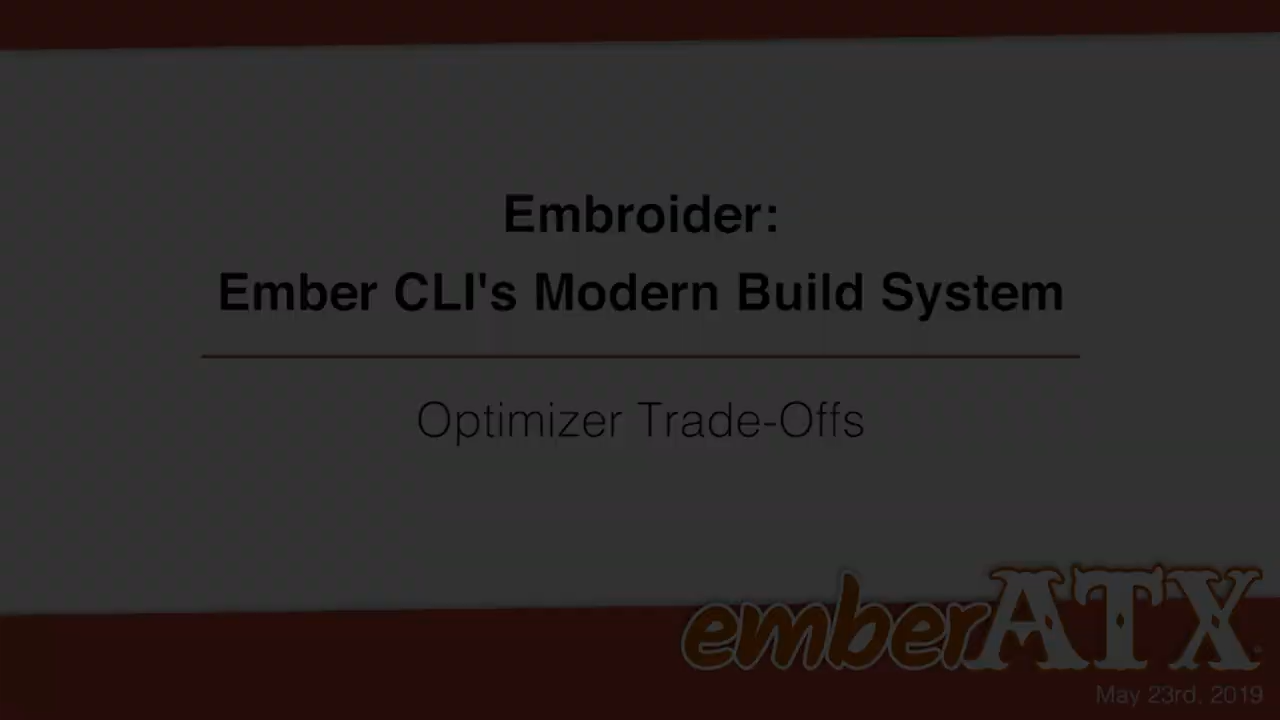 Embroider:
Ember CLI's Modern Build System
Optimizer Trade-Offs
emberATX
May 23rd, 2019